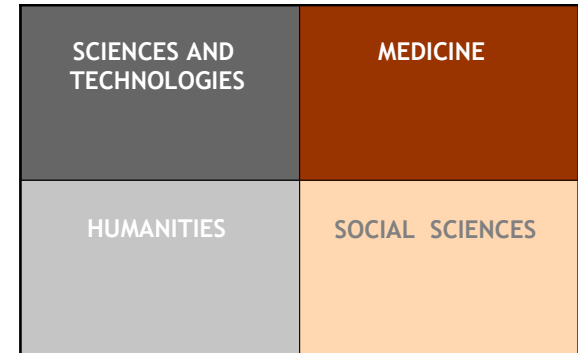 SCIENCES AND
TECHNOLOGIES
MEDICINE
HUMANITIES
SOCIAL SCIENCES